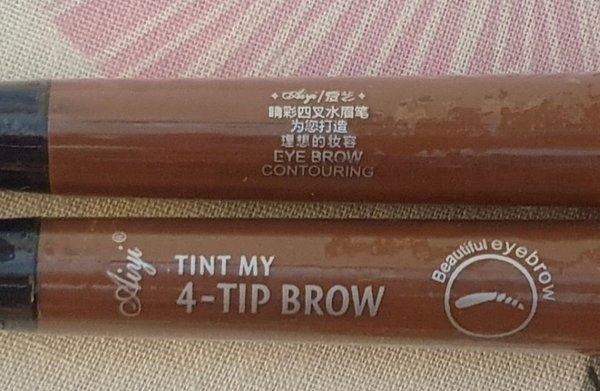 Aiyi/爱艺
睛彩四叉水眉笔
为您打造
理想的妆容
EYE BROW
CONTOURING
Aiyi®
TINT MY
4-TIP BROW
Beautiful eyebrow